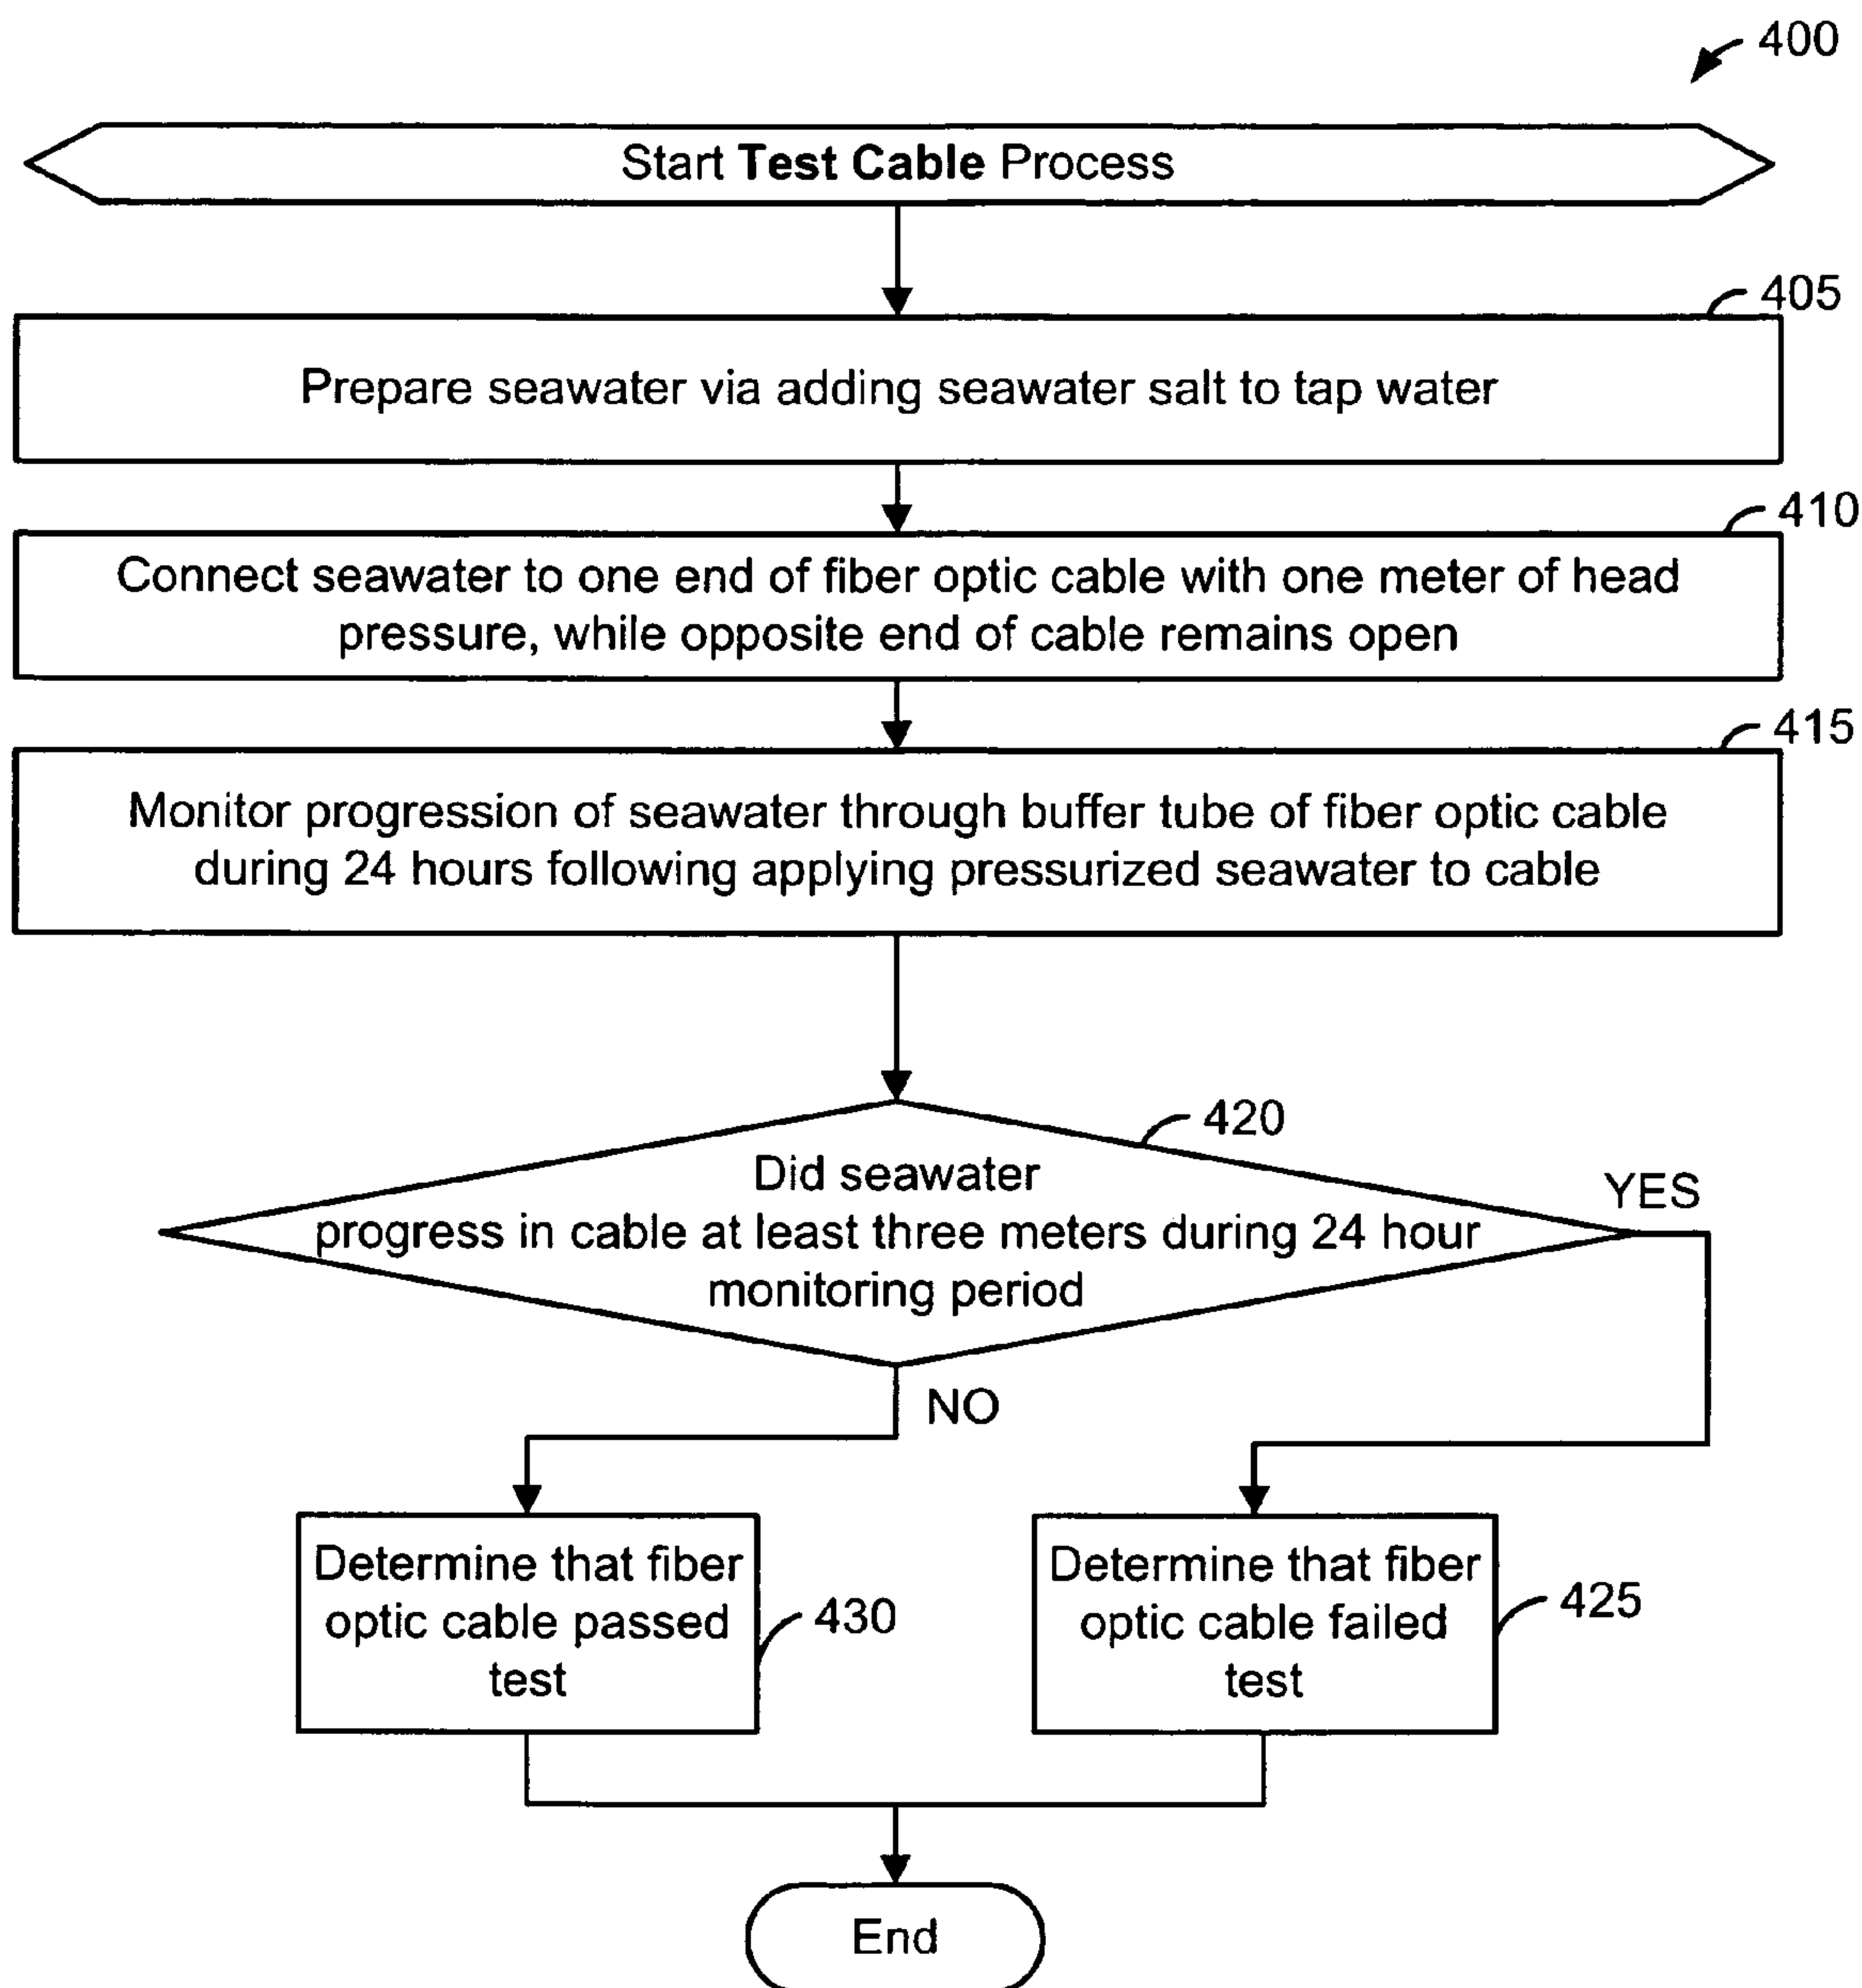 400
Start Test Cable Process
405
Prepare seawater via adding seawater salt to tap water
410
Connect seawater to one end of fiber optic cable with one meter of head
pressure, while opposite end of cable remains open
415
Monitor progression of seawater through buffer tube of fiber optic cable
during 24 hours following applying pressurized seawater to cable
420
Did seawater
progress in cable at least three meters during 24 hour
monitoring period
YES
NO
Determine that fiber
optic cable passed
test
430
Determine that fiber
optic cable failed
test
425
End